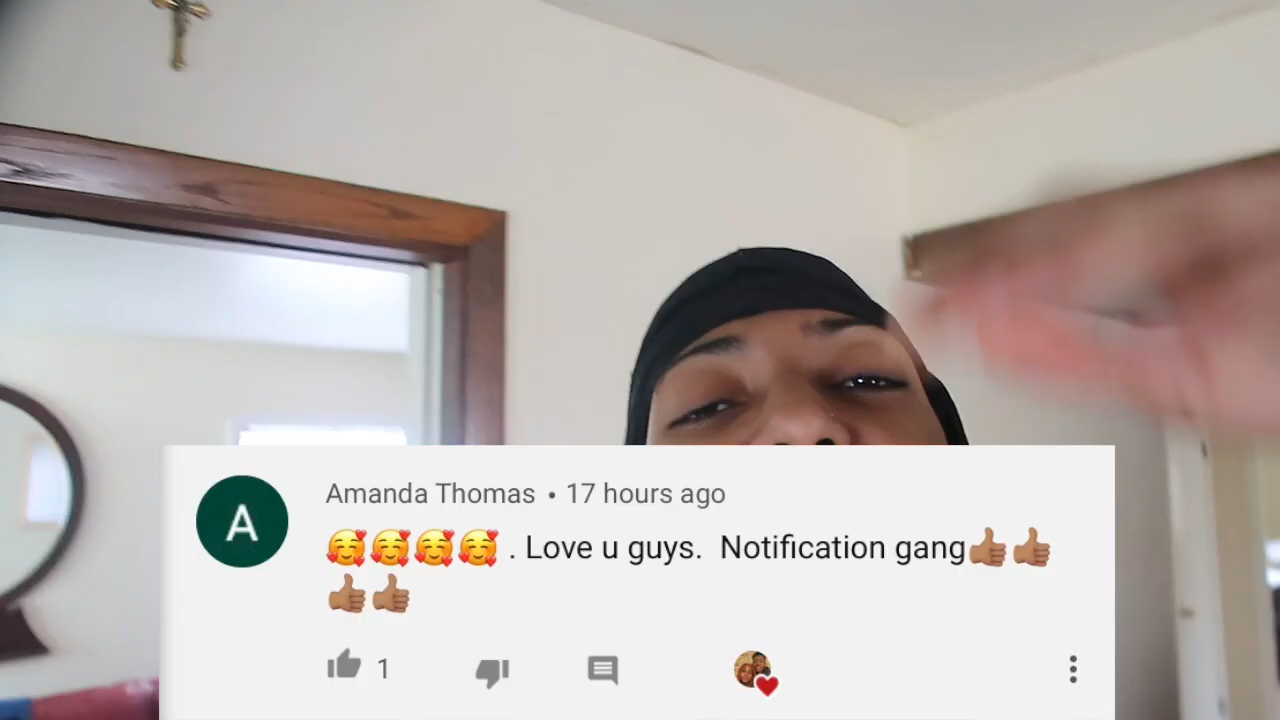 A
Amanda Thomas • 17 hours ago
🥰🥰🥰🥰 . Love u guys.  Notification gang👍🏽👍🏽
👍🏽👍🏽
1